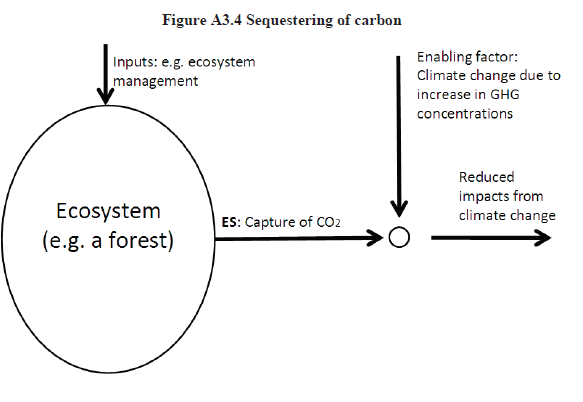 Figure A3.4 Sequestering of carbon
Inputs: e.g. ecosystem
management
Enabling factor:
Climate change due to
increase in GHG
concentrations
Ecosystem
(e.g. a forest)
ES: Capture of CO2
Reduced
impacts from
climate change